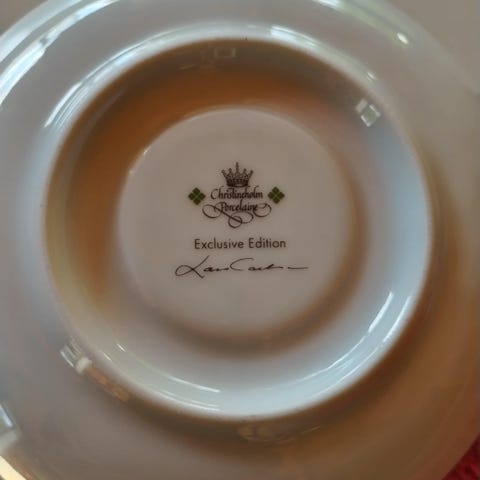 Christineholm
Porcelaine
Exclusive Edition